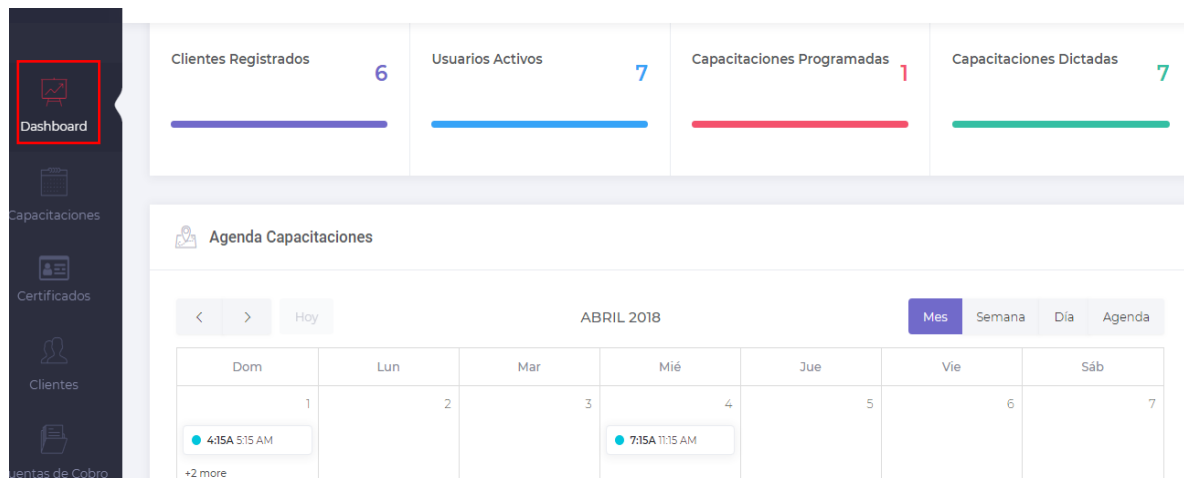 Dashboard
Capacitaciones
Certificados
Clientes
uentas de Cobro
Clientes Registrados
6
Usuarios Activos
7
Capacitaciones Programadas
1
Capacitaciones Dictadas
7
Agenda Capacitaciones
Hoy
ABRIL 2018
Mes Semana Día Agenda
Dom Lun Mar Mié Jue Vie Sáb
1 2 3 4 5 6 7
4:15A 5:15 AM 7:15A 11:15 AM
+2 more